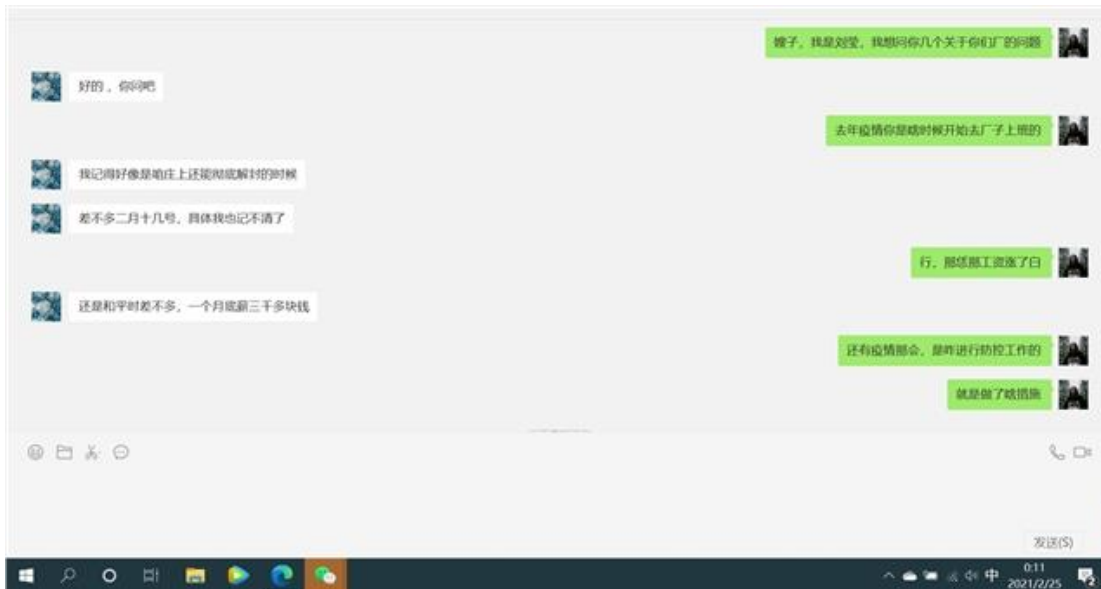 嫂子，我是刘莹，我想问你几个关于你们厂的问题
好的，你问吧
去年疫情你是啥时候开始去厂子上班的
我记得好像是咱庄上还能彻底解封的时候
差不多二月十几号，具体我也记不清了
行，那恁那工资涨了白
还是和平时差不多，一个月底薪三千多块钱
还有疫情那会，是咋进行防控工作的
就是做了啥措施
发送(S)
中
0:11
2021/2/25